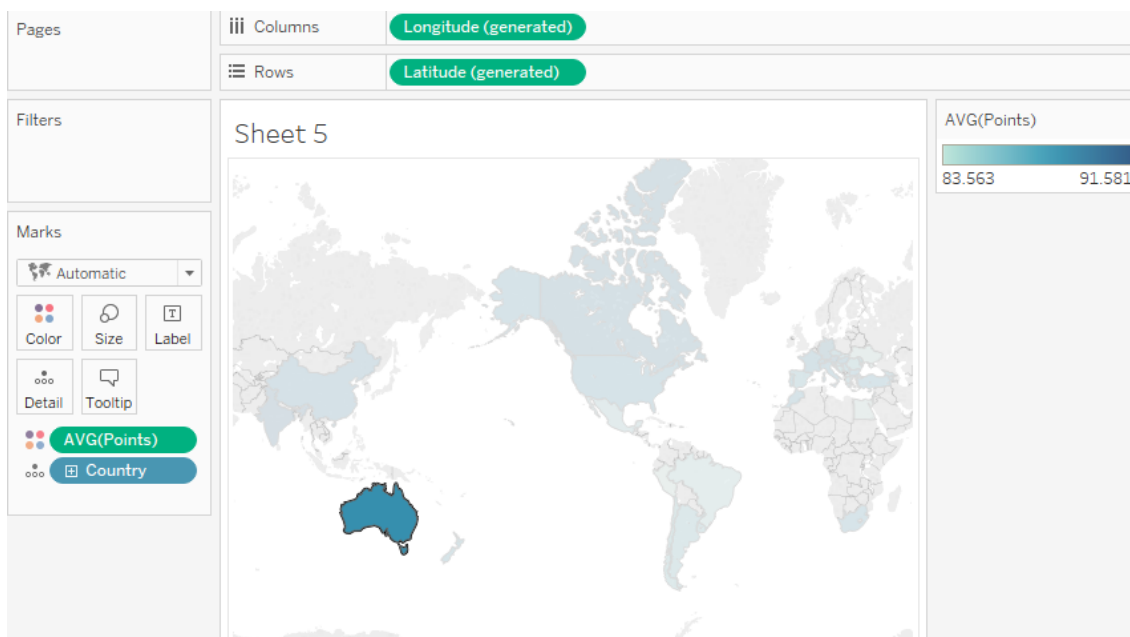 Pages
Columns
Longitude (generated)
Rows
Latitude (generated)
Filters
Sheet 5
AVG(Points)
83.563
91.581
Marks
Automatic
Color
Size
Label
Detail
Tooltip
AVG(Points)
Country